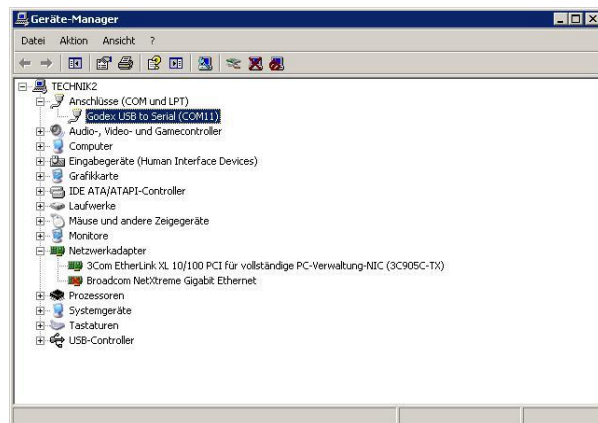 Geräte-Manager
Datei Aktion Ansicht ?
TECHNIK2
Anschlüsse (COM und LPT)
Godex USB to Serial (COM11)
Audio-, Video- und Gamecontroller
Computer
Eingabegeräte (Human Interface Devices)
Grafikkarte
IDE ATA/ATAPI-Controller
Laufwerke
Mäuse und andere Zeigegeräte
Monitore
Netzwerkadapter
3Com EtherLink XL 10/100 PCI für vollständige PC-Verwaltung-NIC (3C905C-TX)
Broadcom NetXtreme Gigabit Ethernet
Prozessoren
Systemgeräte
Tastaturen
USB-Controller